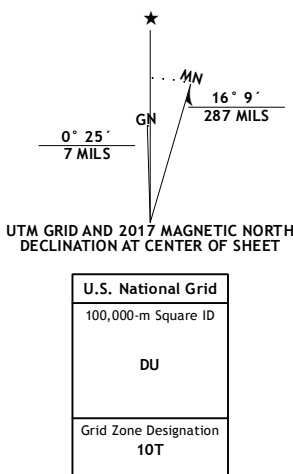 ★
MN
16° 9´
287 MILS
GN
0° 25´
7 MILS
UTM GRID AND 2017 MAGNETIC NORTH
DECLINATION AT CENTER OF SHEET
U.S. National Grid
100,000-m Square ID
DU
Grid Zone Designation
10T